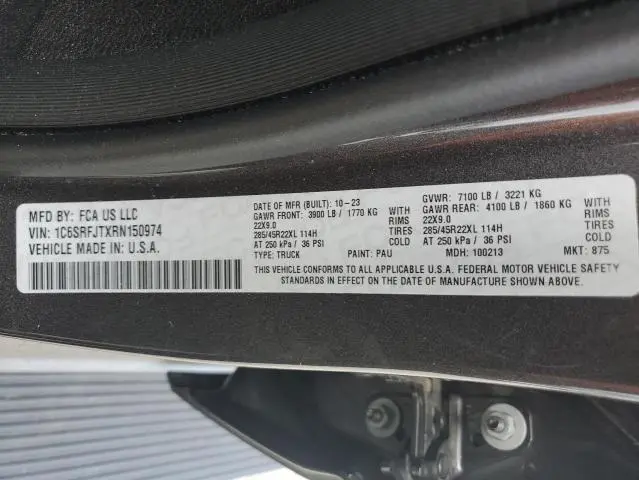 MFD BY: FCA US LLC
VIN: 1C6SRFJTXRN150974
VEHICLE MADE IN: U.S.A.
DATE OF MFR (BUILT): 10-23 GVWR: 7100 LB / 3221 KG
GAWR FRONT: 3900 LB / 1770 KG WITH GAWR REAR: 4100 LB / 1860 KG WITH
22X9.0 RIMS 22X9.0 RIMS
285/45R22XL 114H TIRES 285/45R22XL 114H TIRES
AT 250 kPa / 36 PSI COLD AT 250 kPa / 36 PSI COLD
TYPE: TRUCK PAINT: PAU MDH: 100213 MKT: 875
THIS VEHICLE CONFORMS TO ALL APPLICABLE U.S.A. FEDERAL MOTOR VEHICLE SAFETY
STANDARDS IN EFFECT ON THE DATE OF MANUFACTURE SHOWN ABOVE.